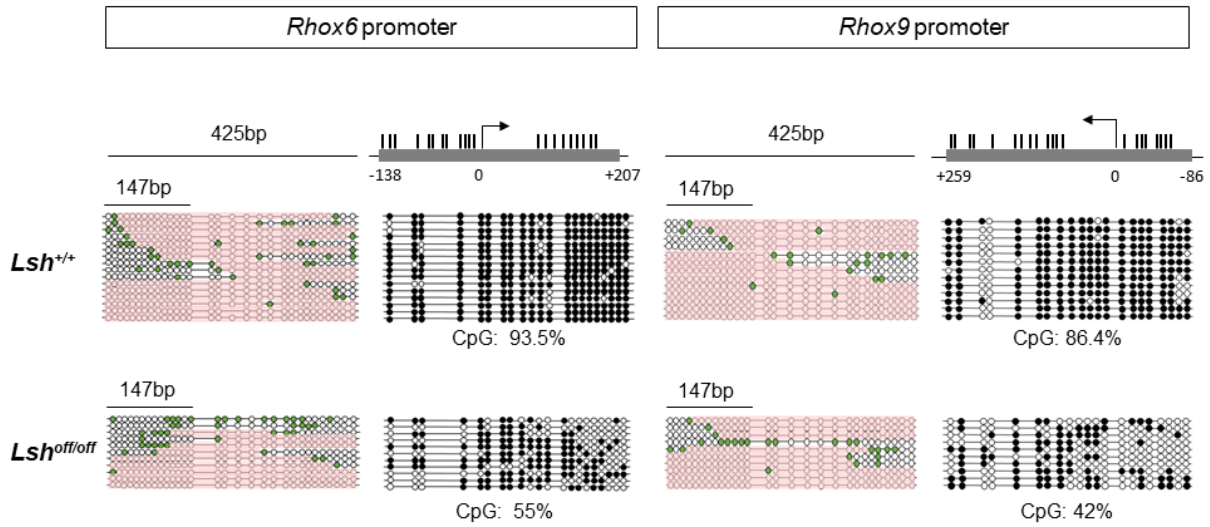 Rhox6 promoter
Rhox9 promoter
425bp
-138 0 +207
425bp
+259 0 -86
147bp
147bp
Lsh+/+
CpG: 93.5%
CpG: 86.4%
147bp
147bp
Lshoff/off
CpG: 55%
CpG: 42%